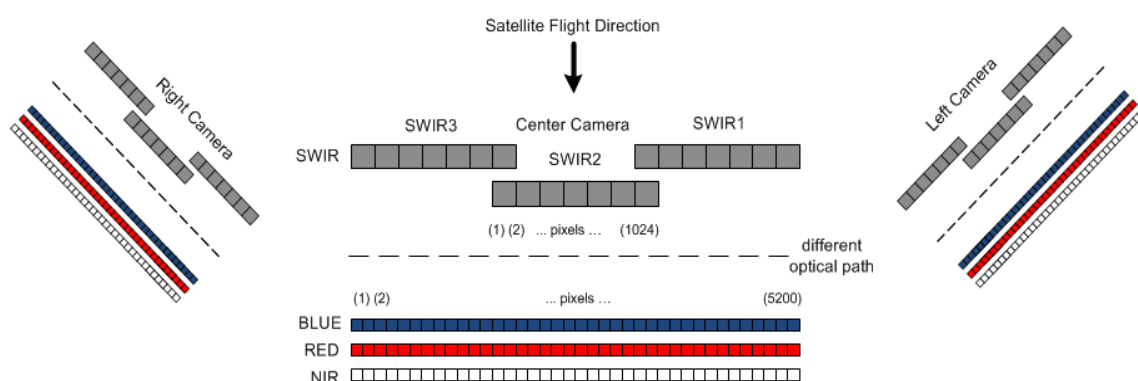 Satellite Flight Direction
Right Camera
Left Camera
SWIR3
Center Camera
SWIR1
SWIR
SWIR2
(1) (2) ... pixels ... (1024)
different
optical path
(1) (2) ... pixels ... (5200)
BLUE
RED
NIR